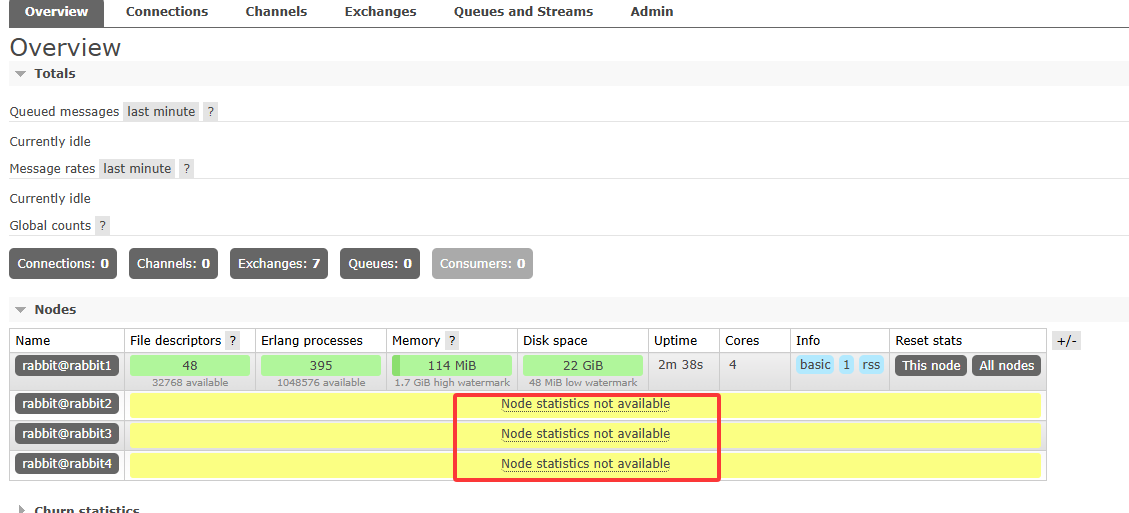 Overview Connections Channels Exchanges Queues and Streams Admin
Overview
Totals
Queued messages last minute ?
Currently idle
Message rates last minute ?
Currently idle
Global counts ?
Connections: 0 Channels: 0 Exchanges: 7 Queues: 0 Consumers: 0
Nodes
Name File descriptors ? Erlang processes Memory ? Disk space Uptime Cores Info Reset stats +/-
rabbit@rabbit1 48 395 114 MiB 22 GiB 2m 38s 4 basic 1 rss This node All nodes
32768 available 1048576 available 1.7 GiB high watermark 48 MiB low watermark
rabbit@rabbit2 Node statistics not available
rabbit@rabbit3 Node statistics not available
rabbit@rabbit4 Node statistics not available
Churn statistics